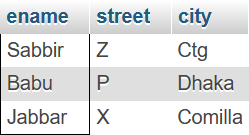 ename street city
Sabbir Z Ctg
Babu P Dhaka
Jabbar X Comilla